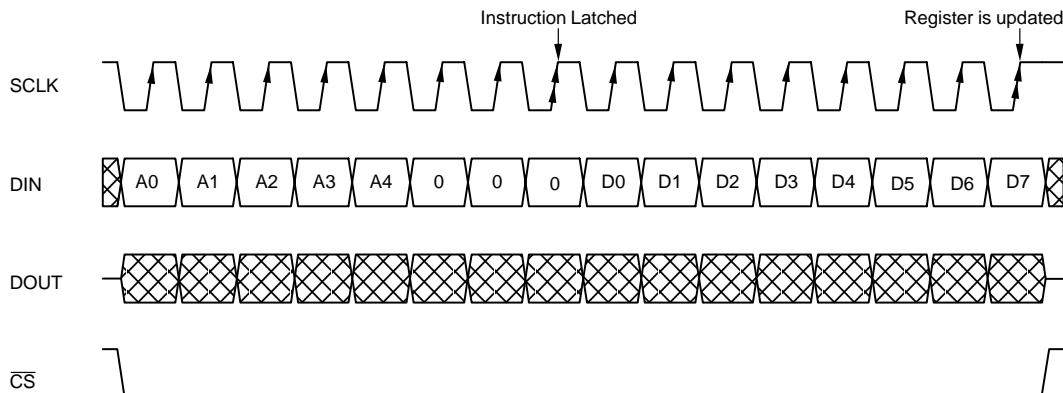 Instruction Latched
Register is updated
SCLK
DIN A0 A1 A2 A3 A4 0 0 0 D0 D1 D2 D3 D4 D5 D6 D7
DOUT
CS